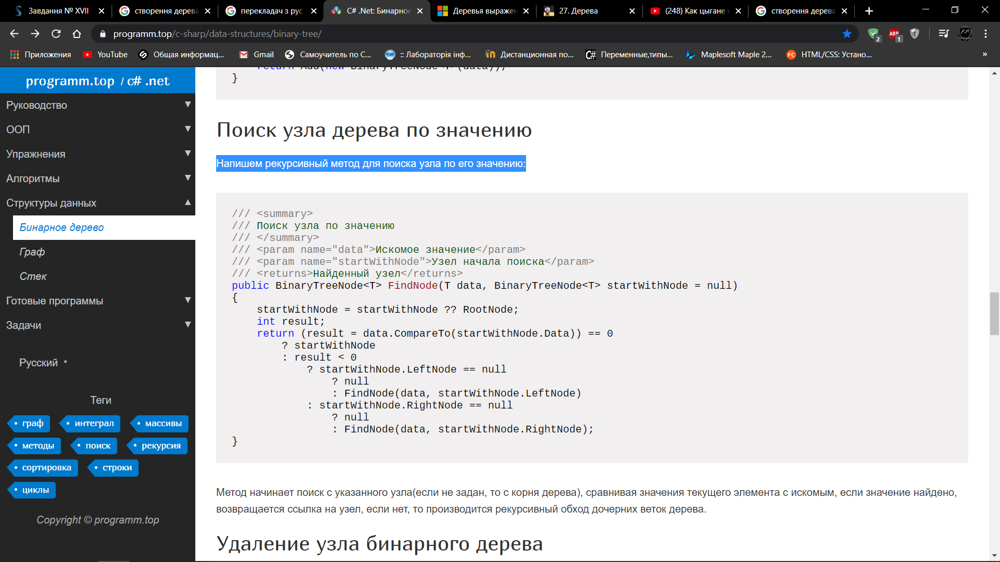 Завдання № XVII
створення дерева
перекладач з рус
C# .Net: Бинарное
Деревья выражен
27. Дерева
(248) Как цыгане с
створення дерева
programm.top/c-sharp/data-structures/binary-tree/
2
ABP
1
F.P.
Приложения
YouTube
Общая информац...
Gmail
Самоучитель по С...
:: Лабораторія інф...
Дистанционная по...
C#
Переменные,типы...
Maplesoft Maple 2...
FC
HTML/CSS: Устано...
»
programm.top / c# .net
Руководство
ООП
Упражнения
Алгоритмы
Структуры данных
Бинарное дерево
Граф
Стек
Готовые программы
Задачи
Русский
Теги
граф
интеграл
массивы
методы
поиск
рекурсия
сортировка
строки
циклы
Copyright © programm.top
return Add(new BinaryTreeNode<T>(data));
}
Поиск узла дерева по значению
Напишем рекурсивный метод для поиска узла по его значению:
/// <summary>
/// Поиск узла по значению
/// </summary>
/// <param name="data">Искомое значение</param>
/// <param name="startWithNode">Узел начала поиска</param>
/// <returns>Найденный узел</returns>
public BinaryTreeNode<T> FindNode(T data, BinaryTreeNode<T> startWithNode = null)
{
startWithNode = startWithNode ?? RootNode;
int result;
return (result = data.CompareTo(startWithNode.Data)) == 0
? startWithNode
: result < 0
? startWithNode.LeftNode == null
? null
: FindNode(data, startWithNode.LeftNode)
: startWithNode.RightNode == null
? null
: FindNode(data, startWithNode.RightNode);
}
Метод начинает поиск с указанного узла(если не задан, то с корня дерева), сравнивая значения текущего элемента с искомым, если значение найдено,
возвращается ссылка на узел, если нет, то производится рекурсивный обход дочерних веток дерева.
Удаление узла бинарного дерева